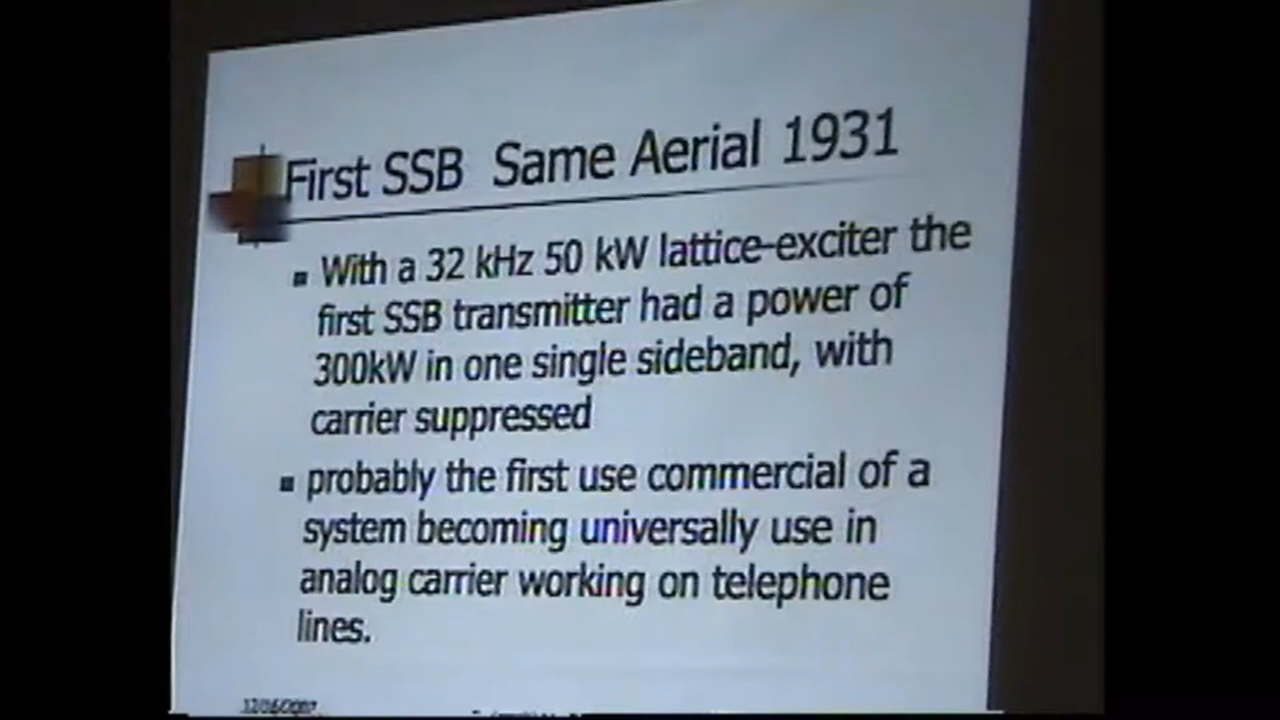 First SSB Same Aerial 1931
▪ With a 32 kHz 50 kW lattice-exciter the
first SSB transmitter had a power of
300kW in one single sideband, with
carrier suppressed
▪ probably the first use commercial of a
system becoming universally use in
analog carrier working on telephone
lines.